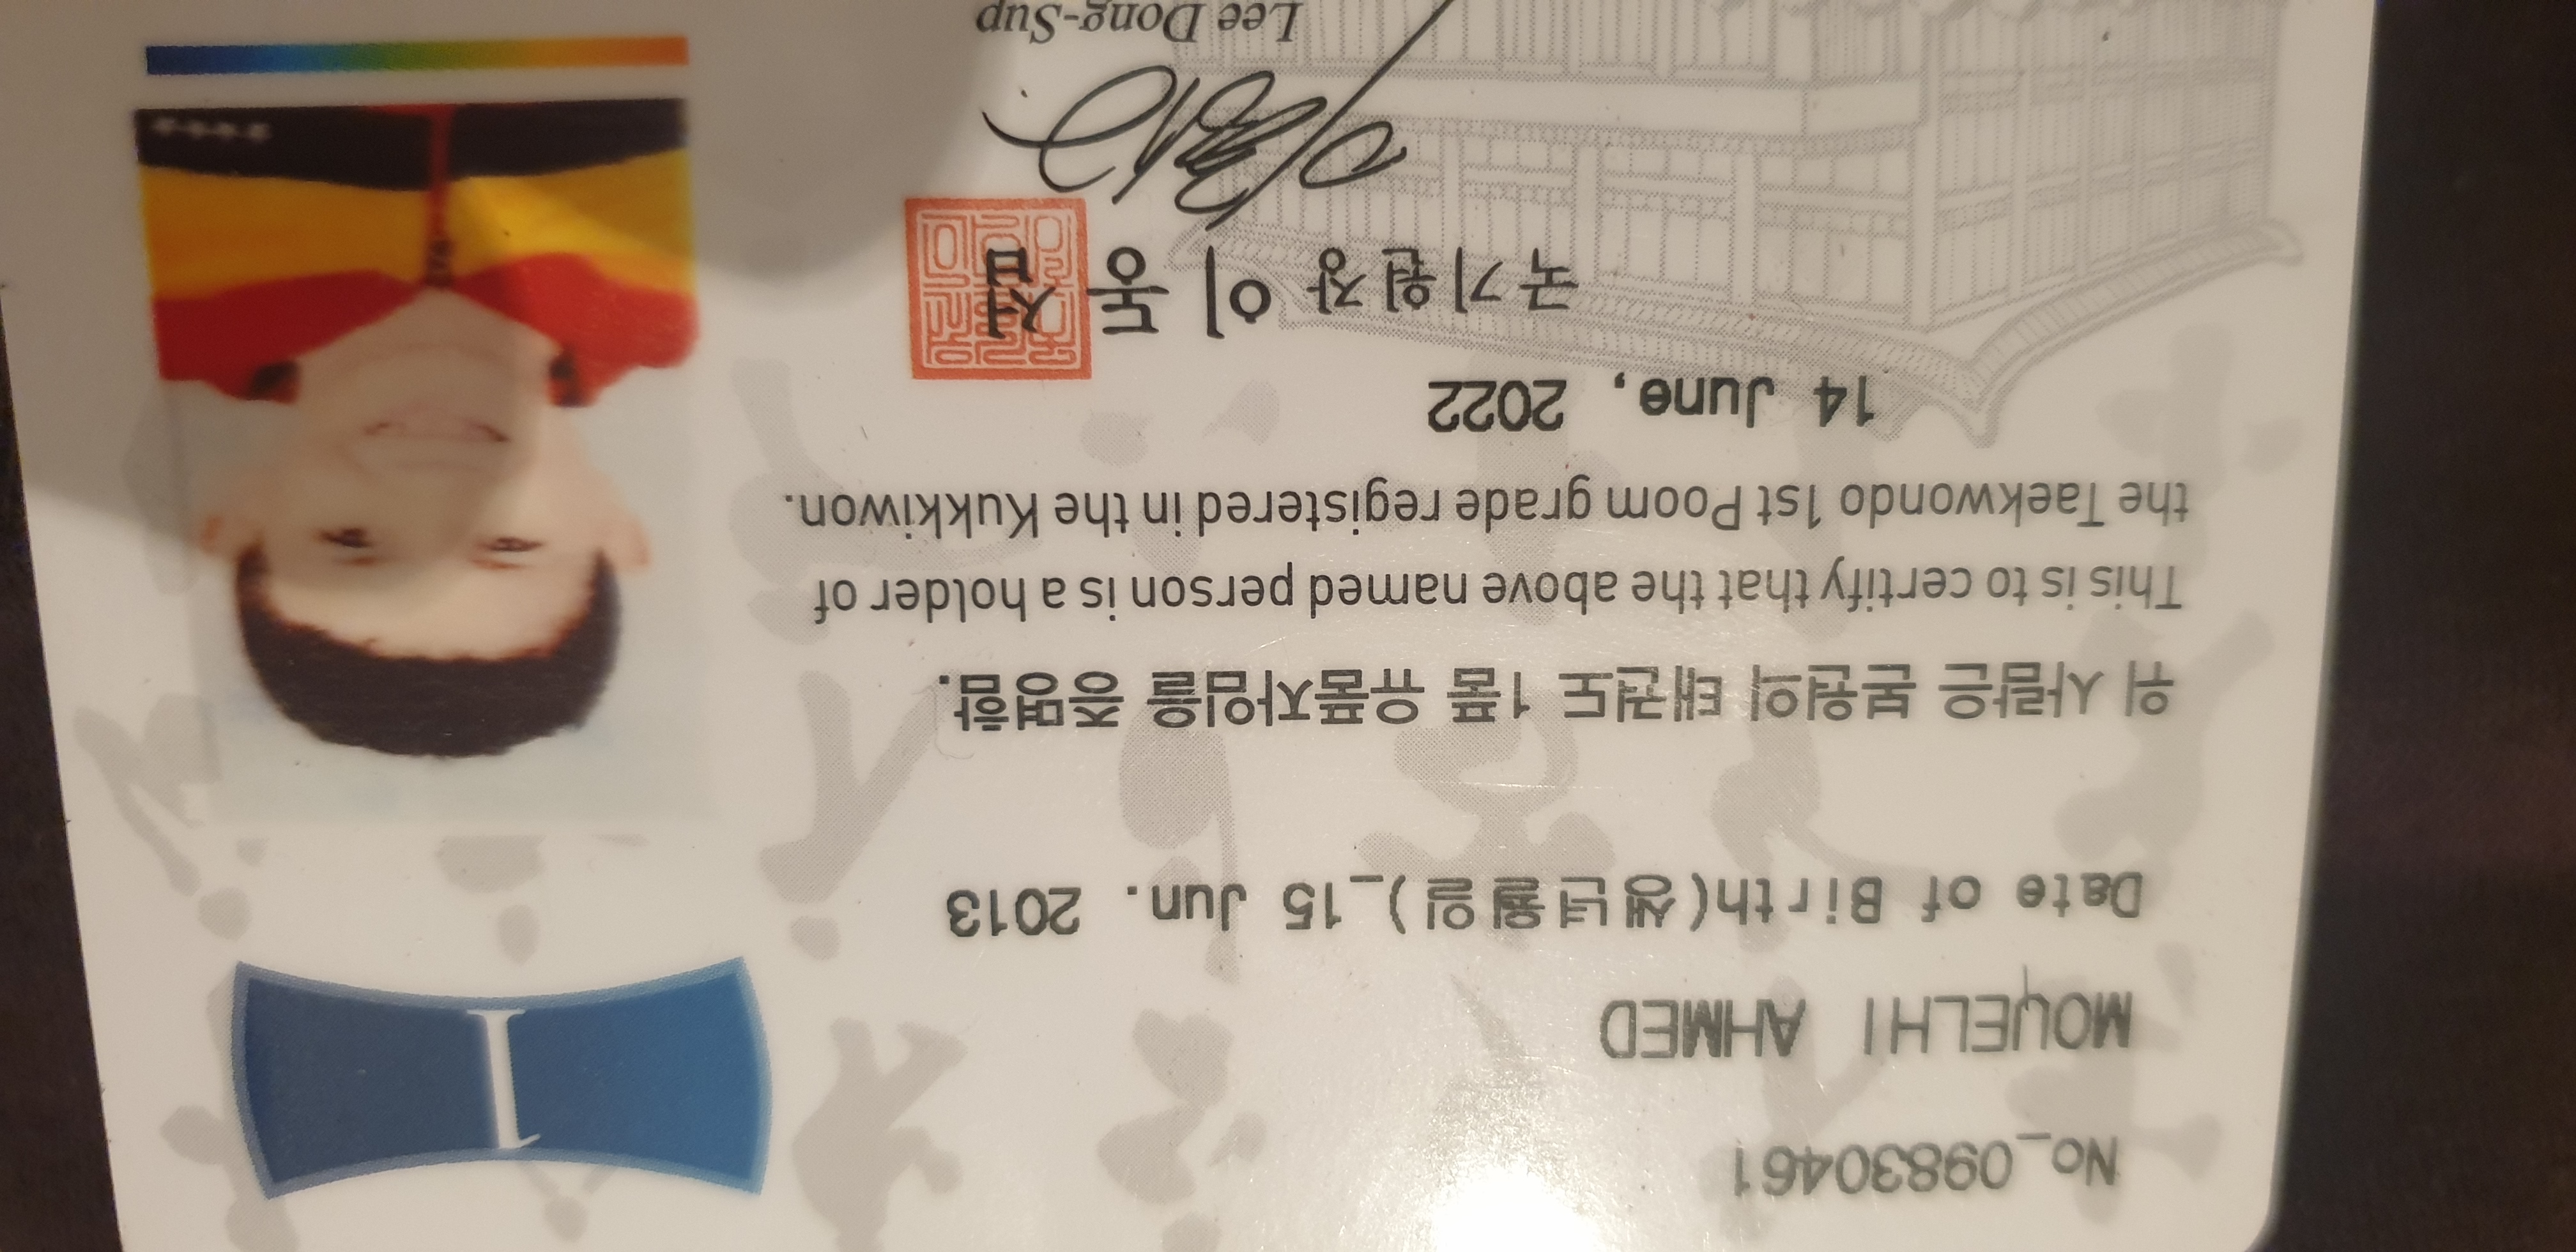 No_09830461
I
MOUELHI AHMED
Date of Birth(생년월일)_15 Jun. 2013
위 사람은 본원의 태권도 1품 유품자임을 증명함.
This is to certify that the above named person is a holder of
the Taekwondo 1st Poom grade registered in the Kukkiwon.
14 June, 2022
국기원장 이 동 섭
Lee Dong-Sup